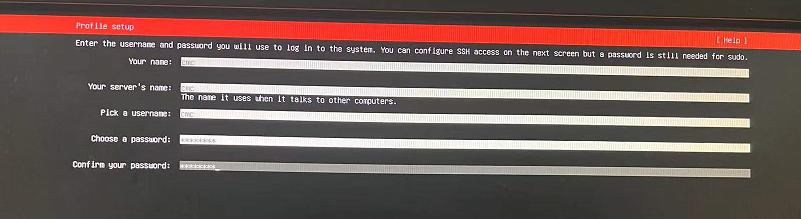 Profile setup
[ Help ]
Enter the username and password you will use to log in to the system. You can configure SSH access on the next screen but a password is still needed for sudo.
Your name: cmc
Your server's name: cmc
The name it uses when it talks to other computers.
Pick a username: cmc
Choose a password: *********
Confirm your password: *********_